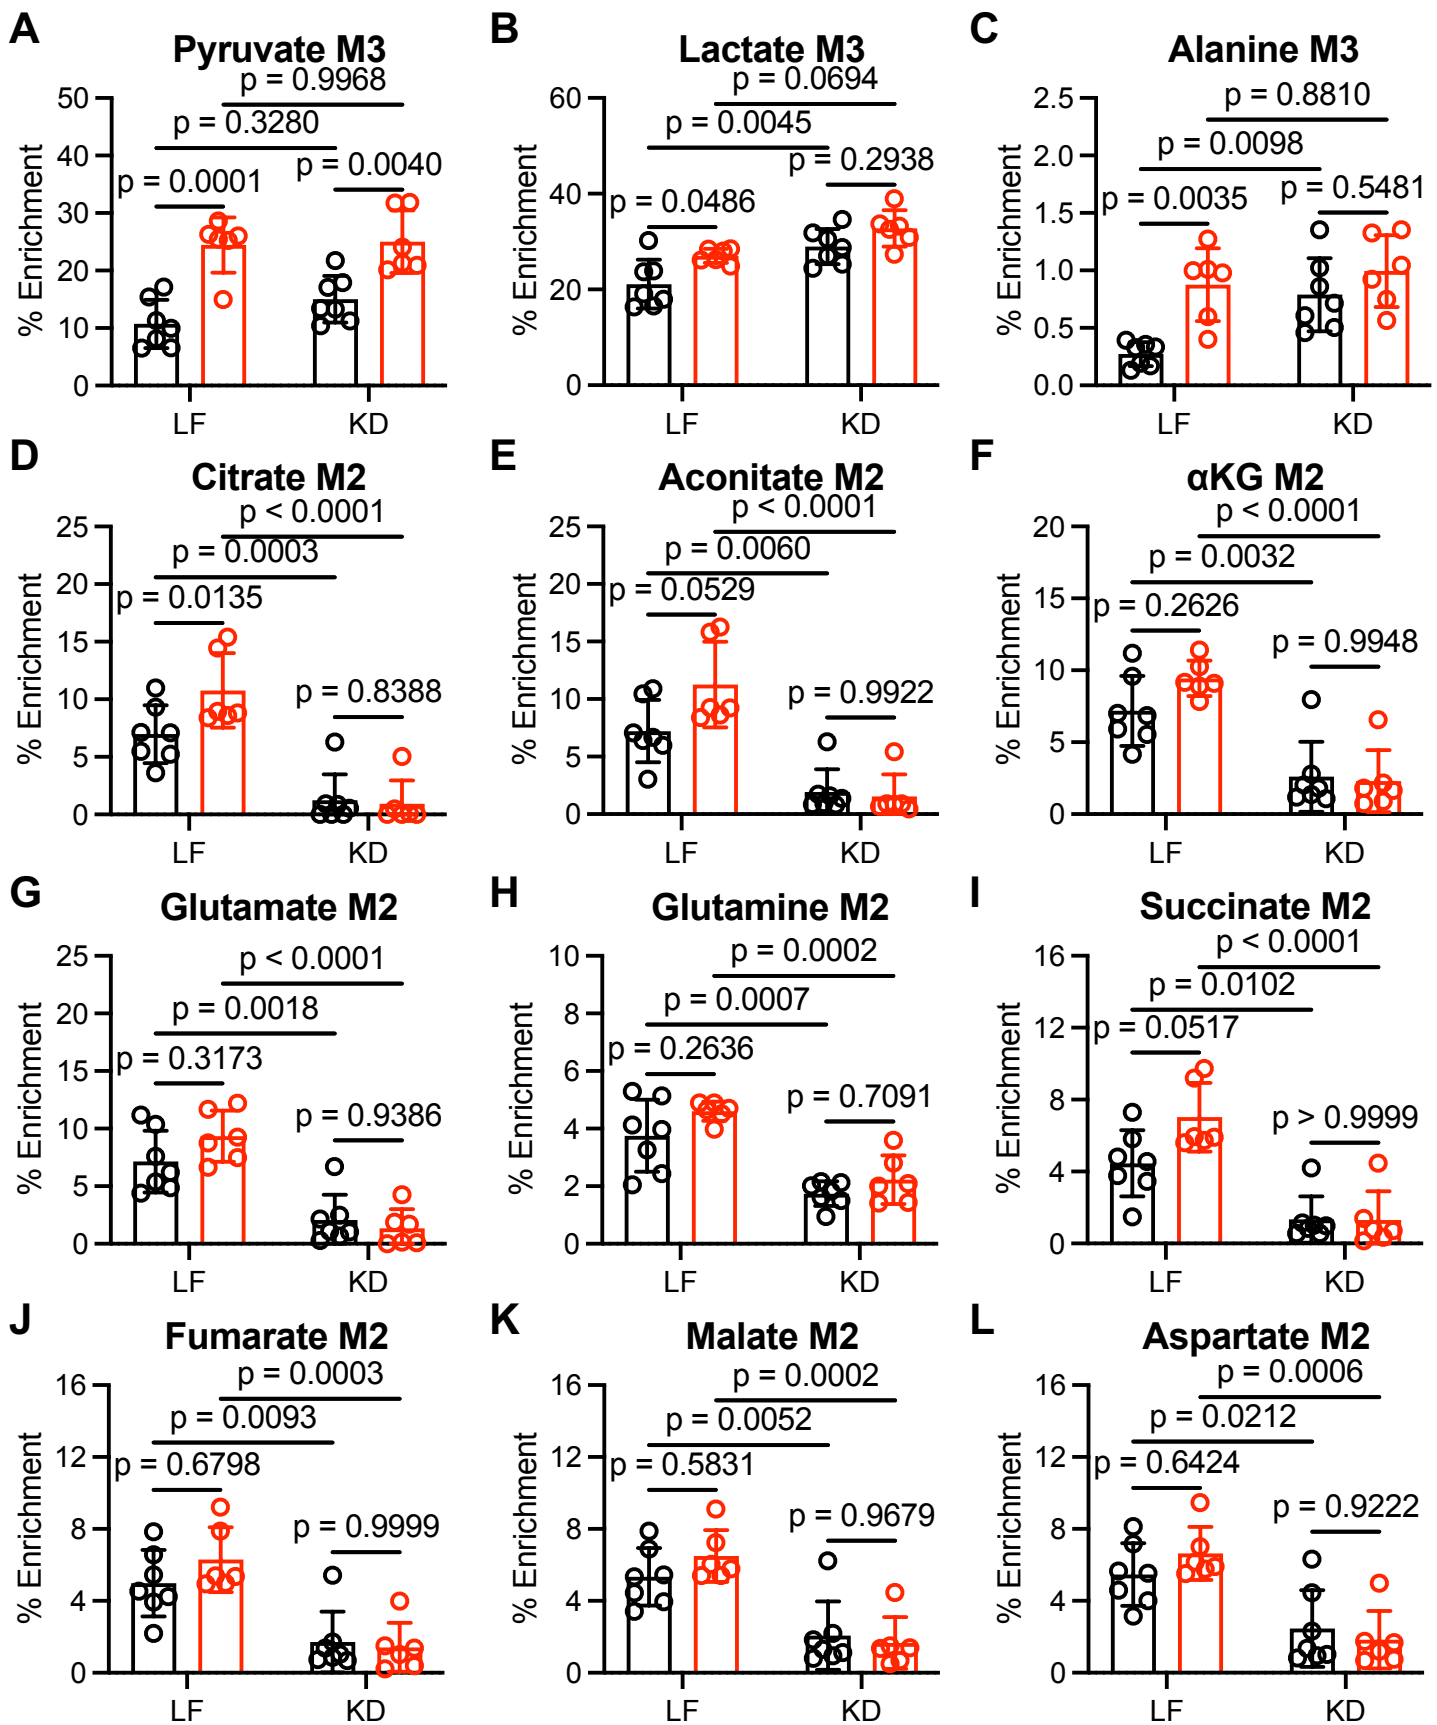 A
Pyruvate M3
p = 0.9968
p = 0.3280
p = 0.0001
p = 0.0040
% Enrichment
50
40
30
20
10
0
LF
KD
B
Lactate M3
p = 0.0694
p = 0.0045
p = 0.2938
p = 0.0486
% Enrichment
60
40
20
0
LF
KD
C
Alanine M3
p = 0.8810
p = 0.0098
p = 0.0035
p = 0.5481
% Enrichment
2.5
2.0
1.5
1.0
0.5
0.0
LF
KD
D
Citrate M2
p < 0.0001
p = 0.0003
p = 0.0135
p = 0.8388
% Enrichment
25
20
15
10
5
0
LF
KD
E
Aconitate M2
p < 0.0001
p = 0.0060
p = 0.0529
p = 0.9922
% Enrichment
25
20
15
10
5
0
LF
KD
F
αKG M2
p < 0.0001
p = 0.0032
p = 0.2626
p = 0.9948
% Enrichment
20
15
10
5
0
LF
KD
G
Glutamate M2
p < 0.0001
p = 0.0018
p = 0.3173
p = 0.9386
% Enrichment
25
20
15
10
5
0
LF
KD
H
Glutamine M2
p = 0.0002
p = 0.0007
p = 0.2636
p = 0.7091
% Enrichment
10
8
6
4
2
0
LF
KD
I
Succinate M2
p < 0.0001
p = 0.0102
p = 0.0517
p > 0.9999
% Enrichment
16
12
8
4
0
LF
KD
J
Fumarate M2
p = 0.0003
p = 0.0093
p = 0.6798
p = 0.9999
% Enrichment
16
12
8
4
0
LF
KD
K
Malate M2
p = 0.0002
p = 0.0052
p = 0.5831
p = 0.9679
% Enrichment
16
12
8
4
0
LF
KD
L
Aspartate M2
p = 0.0006
p = 0.0212
p = 0.6424
p = 0.9222
% Enrichment
16
12
8
4
0
LF
KD